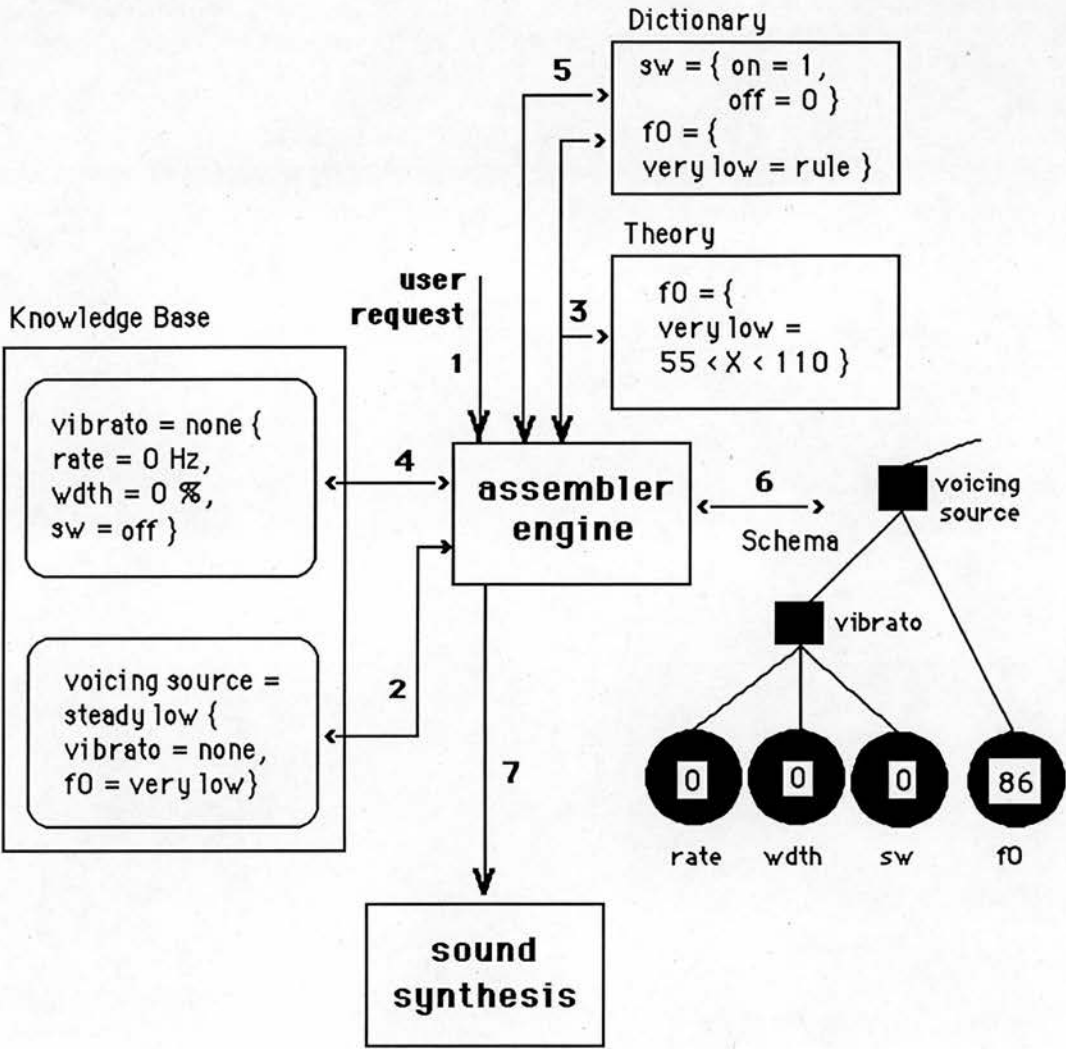 Dictionary
5
sw = { on = 1,
off = 0 }
f0 = {
very low = rule }
Theory
3
f0 = {
very low =
55 < X < 110 }
user
request
1
Knowledge Base
vibrato = none {
rate = 0 Hz,
wdth = 0 %,
sw = off }
4
assembler
engine
6
Schema
voicing
source
vibrato
voicing source =
steady low {
vibrato = none,
f0 = very low}
2
7
0 0 0 86
rate wdth sw f0
sound
synthesis